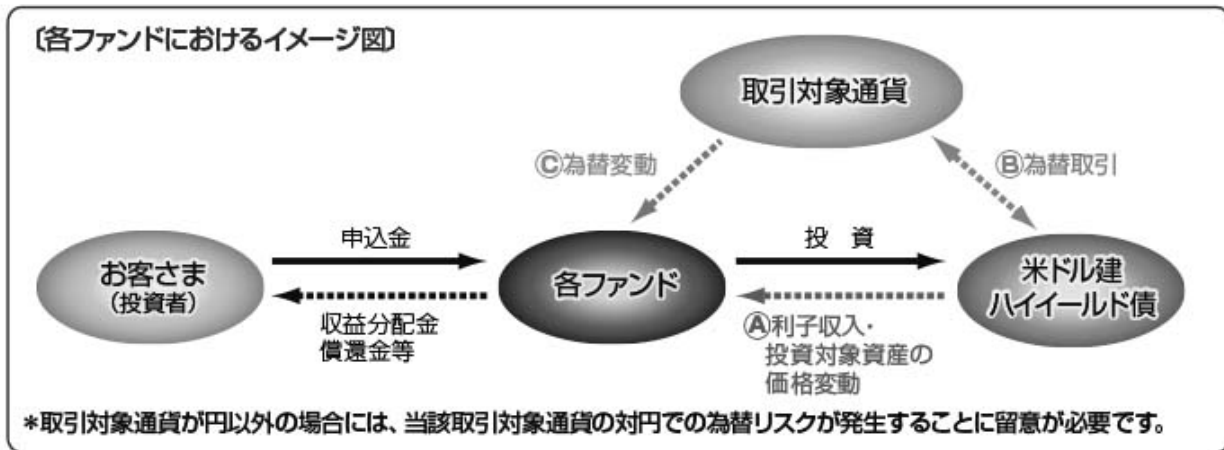 〔各ファンドにおけるイメージ図〕
取引対象通貨
Ⓒ為替変動
Ⓑ為替取引
お客さま
(投資者)
申込金
収益分配金
償還金等
各ファンド
投　資
Ⓐ利子収入・
投資対象資産の
価格変動
米ドル建
ハイイールド債
*取引対象通貨が円以外の場合には、当該取引対象通貨の対円での為替リスクが発生することに留意が必要です。